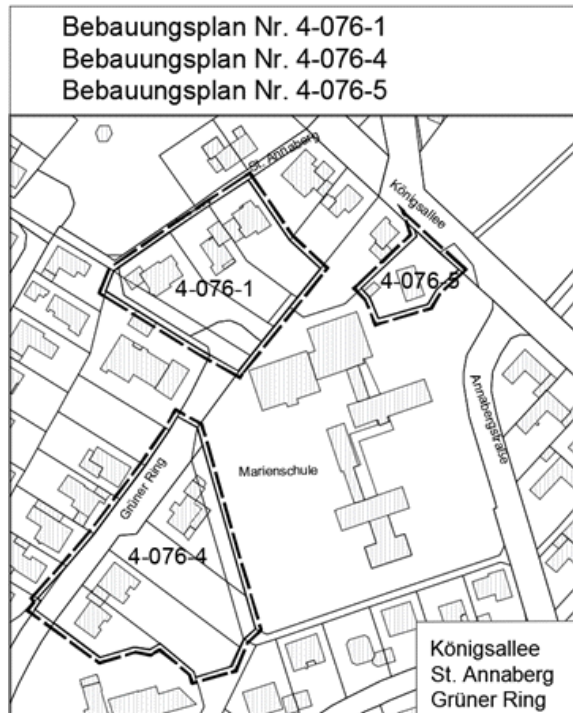 Bebauungsplan Nr. 4-076-1
Bebauungsplan Nr. 4-076-4
Bebauungsplan Nr. 4-076-5
St. Annaberg
Königsallee
4-076-1
4-076-5
Annabergstraße
Marienschule
Grüner Ring
4-076-4
Königsallee
St. Annaberg
Grüner Ring